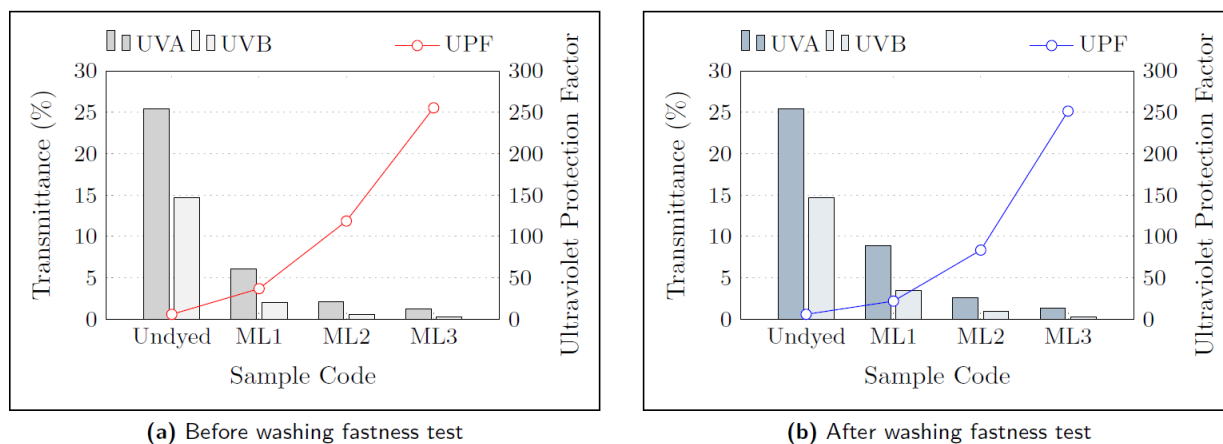 UVA UVB UPF
Transmittance (%)
30
25
20
15
10
5
0
300
250
200
150
100
50
0
Ultraviolet Protection Factor
Undyed ML1 ML2 ML3
Sample Code
(a) Before washing fastness test
UVA UVB UPF
Transmittance (%)
30
25
20
15
10
5
0
300
250
200
150
100
50
0
Ultraviolet Protection Factor
Undyed ML1 ML2 ML3
Sample Code
(b) After washing fastness test